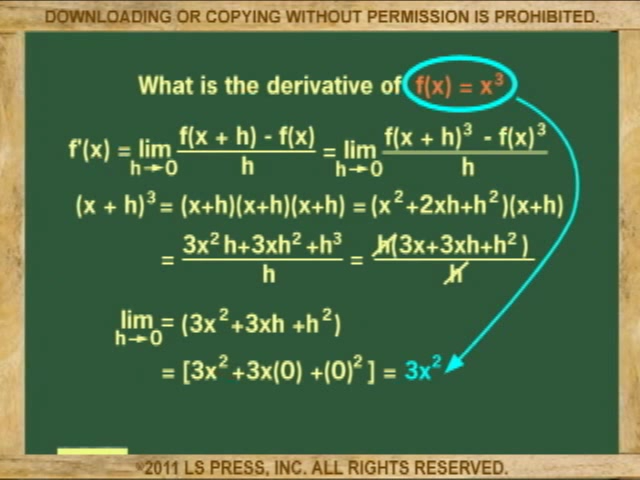 DOWNLOADING OR COPYING WITHOUT PERMISSION IS PROHIBITED.
What is the derivative of f(x) = x³
f'(x) = lim h→0 f(x + h) - f(x) / h = lim h→0 f(x + h)³ - f(x)³ / h
(x + h)³ = (x+h)(x+h)(x+h) = (x²+2xh+h²)(x+h)
= 3x²h+3xh²+h³ / h = h(3x+3xh+h²) / h
lim h→0 = (3x²+3xh +h²)
= [3x²+3x(0) +(0)²] = 3x²
©2011 LS PRESS, INC. ALL RIGHTS RESERVED.